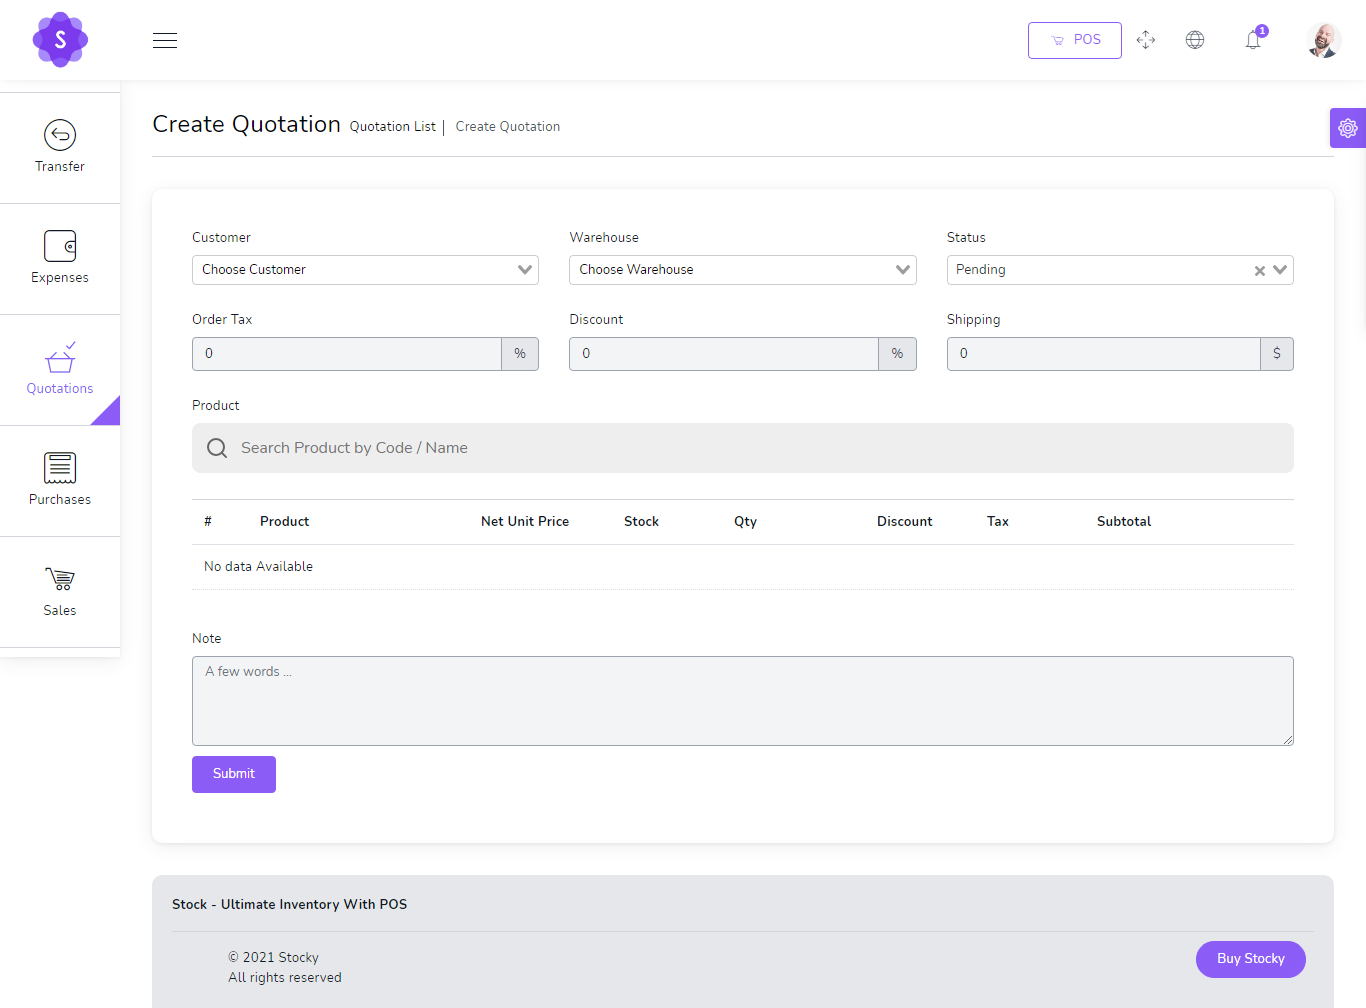 S
POS
1
Transfer
Expenses
Quotations
Purchases
Sales
Create Quotation Quotation List | Create Quotation
Customer Warehouse Status
Choose Customer Choose Warehouse Pending
Order Tax Discount Shipping
0 % 0 % 0 $
Product
Search Product by Code / Name
# Product Net Unit Price Stock Qty Discount Tax Subtotal
No data Available
Note
A few words ...
Submit
Stock - Ultimate Inventory With POS
© 2021 Stocky
All rights reserved
Buy Stocky